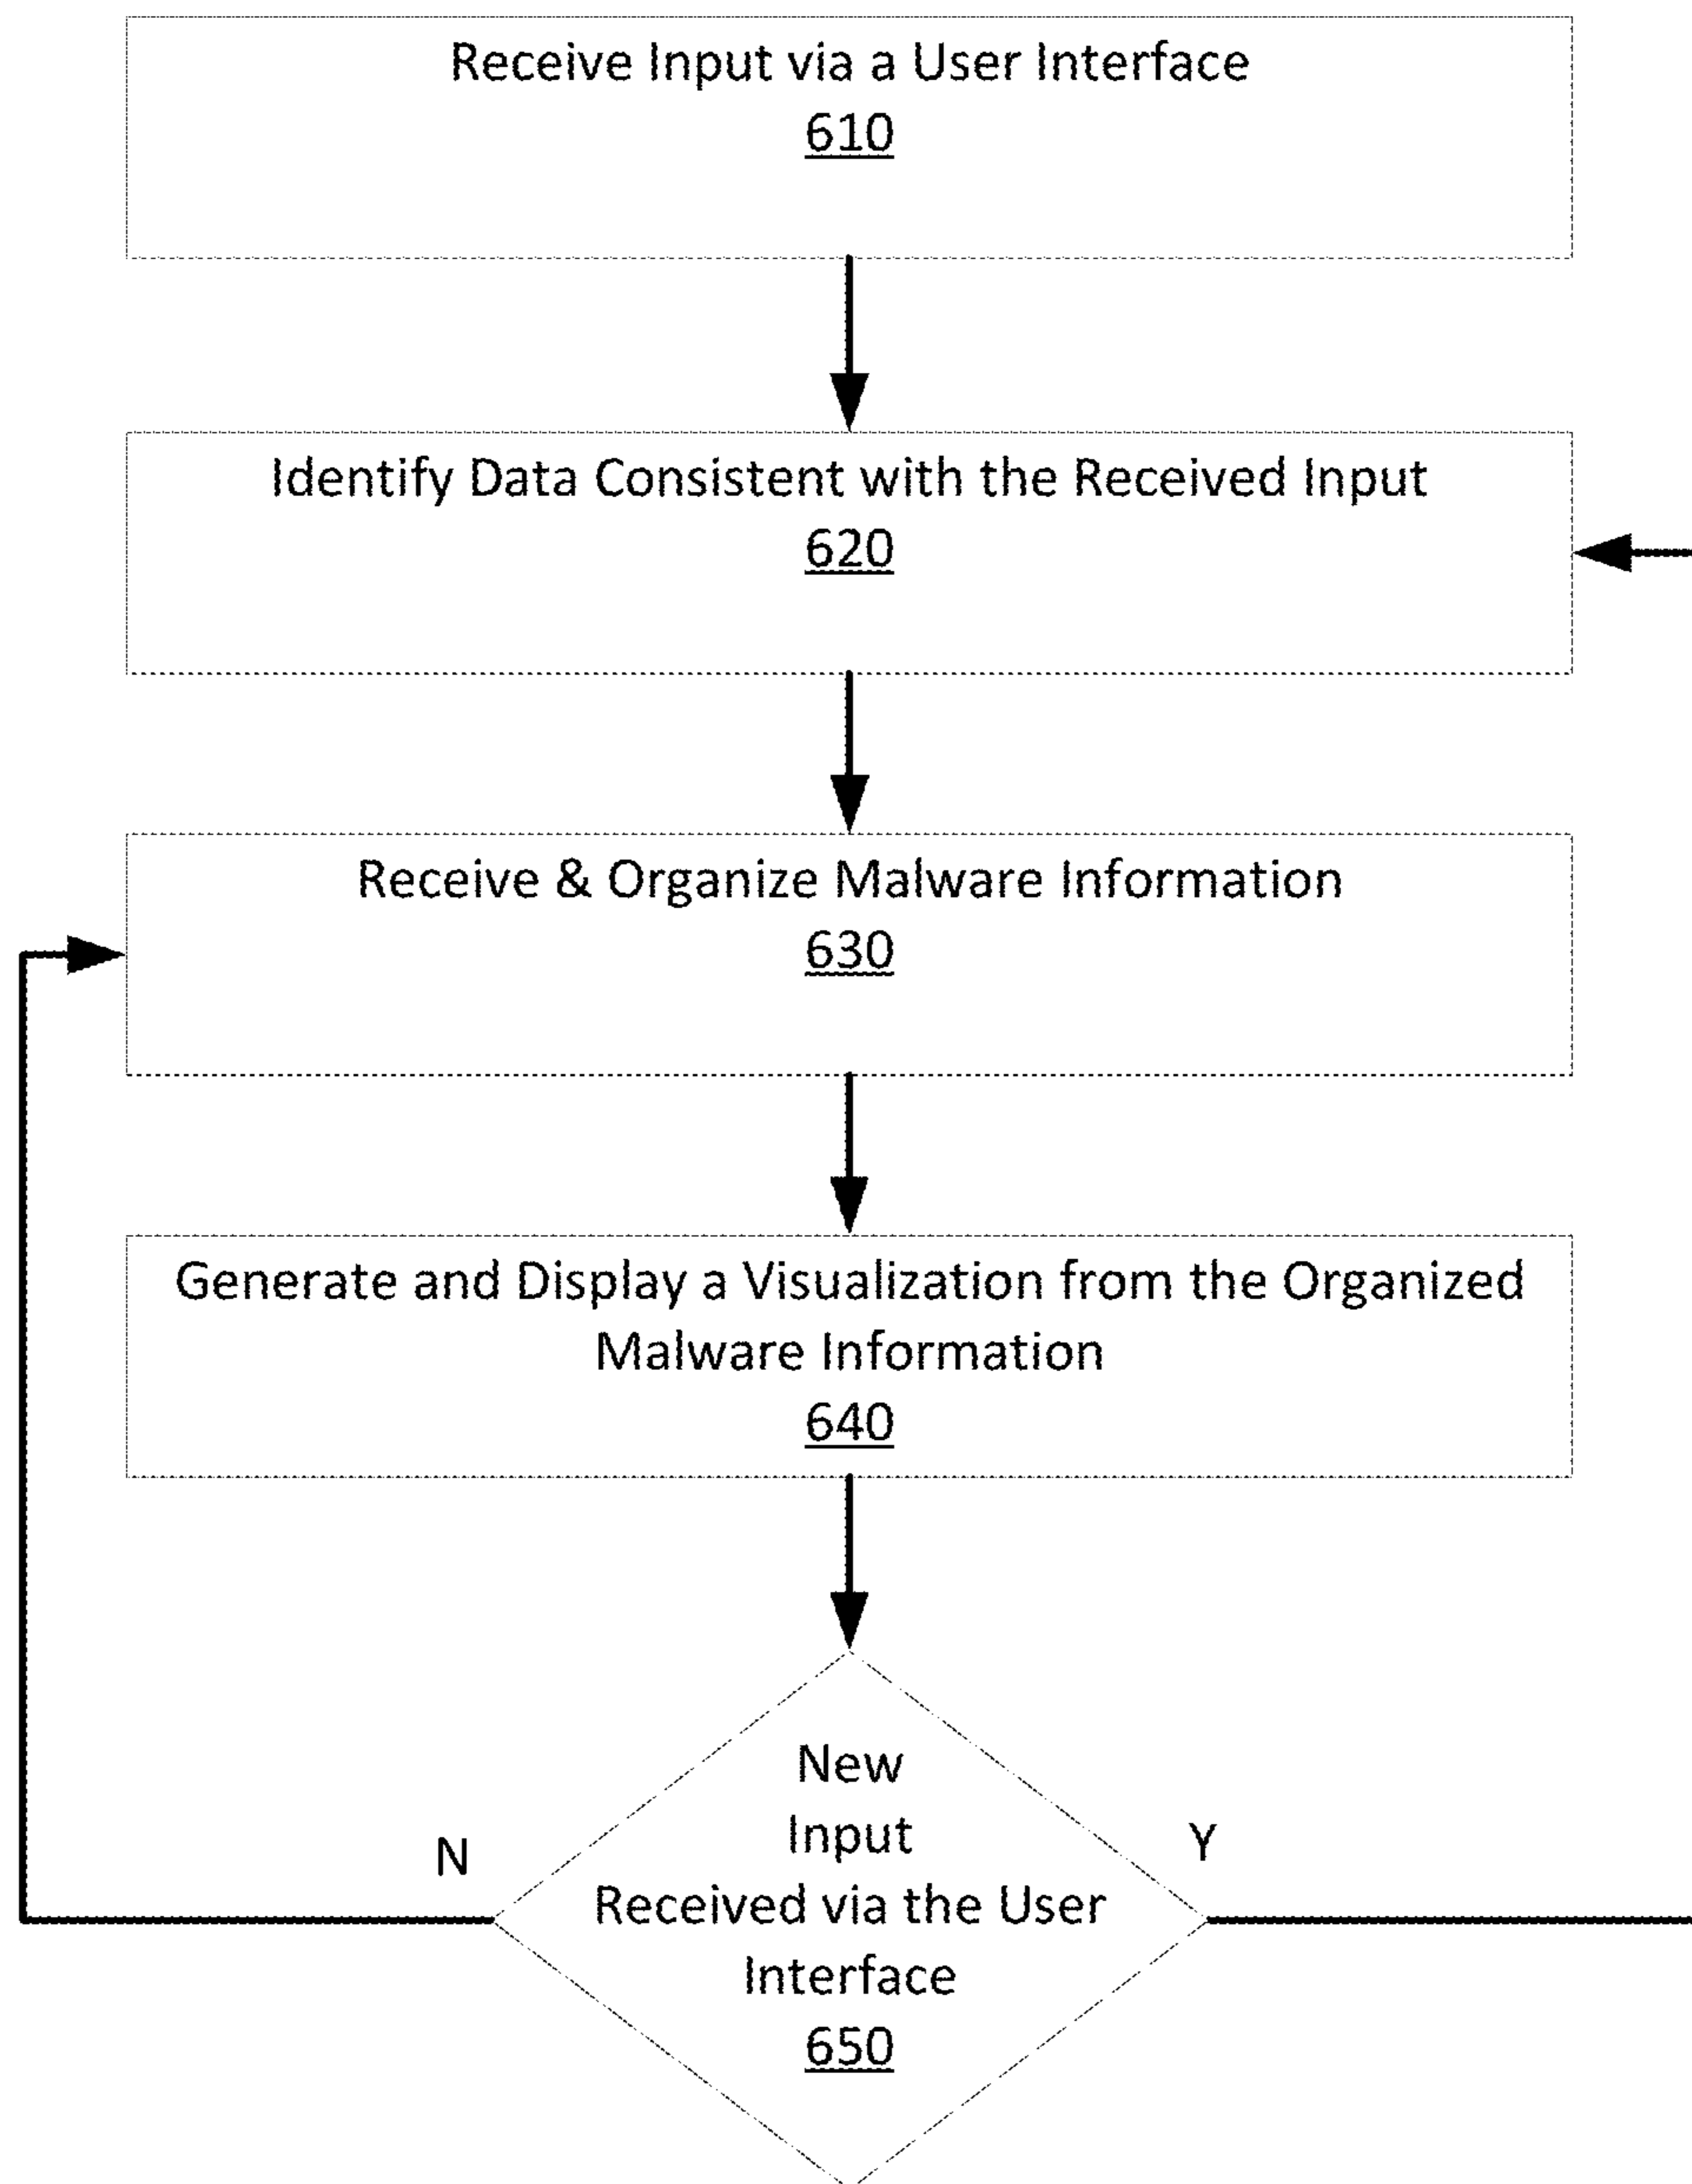 Receive Input via a User Interface
610
Identify Data Consistent with the Received Input
620
Receive & Organize Malware Information
630
Generate and Display a Visualization from the Organized
Malware Information
640
New
Input
Received via the User
Interface
650
N
Y